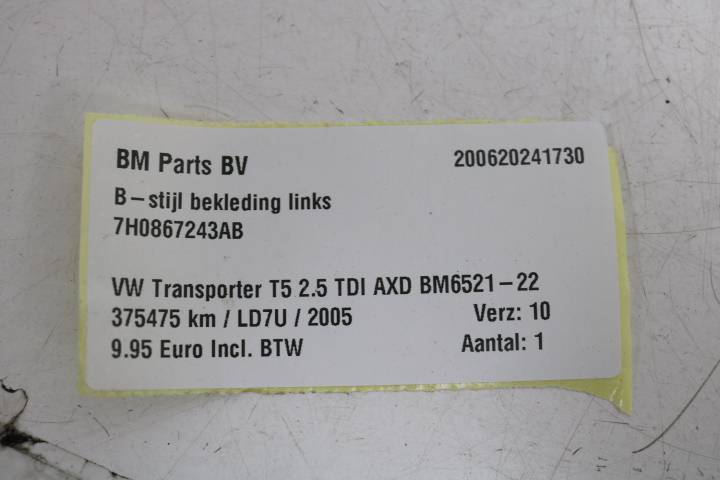 BM Parts BV 200620241730
B-stijl bekleding links
7H0867243AB
VW Transporter T5 2.5 TDI AXD BM6521-22
375475 km / LD7U / 2005 Verz: 10
9.95 Euro Incl. BTW Aantal: 1